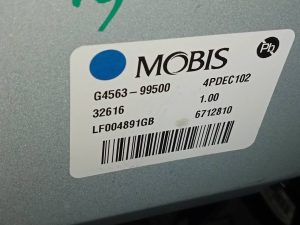 MOBIS
Pb
G4563-99500 4PDEC102
32616 1.00
LF004891GB 6712810